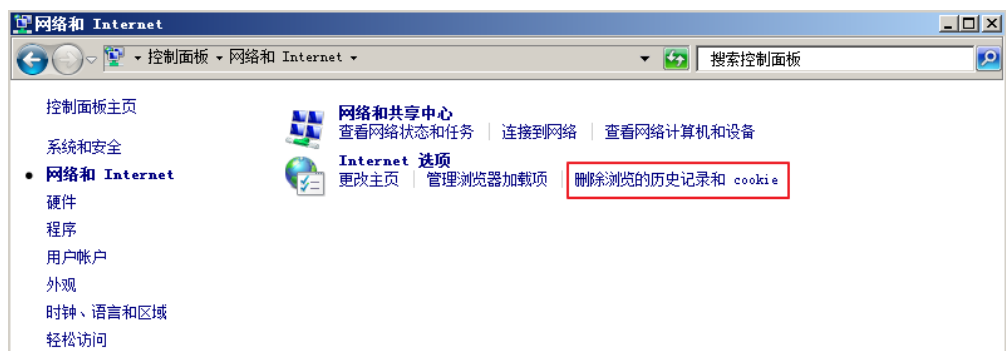 网络和 Internet
控制面板 网络和 Internet
搜索控制面板
控制面板主页
系统和安全
网络和 Internet
硬件
程序
用户帐户
外观
时钟、语言和区域
轻松访问
网络和共享中心
查看网络状态和任务 连接到网络 查看网络计算机和设备
Internet 选项
更改主页 管理浏览器加载项 删除浏览的历史记录和 cookie